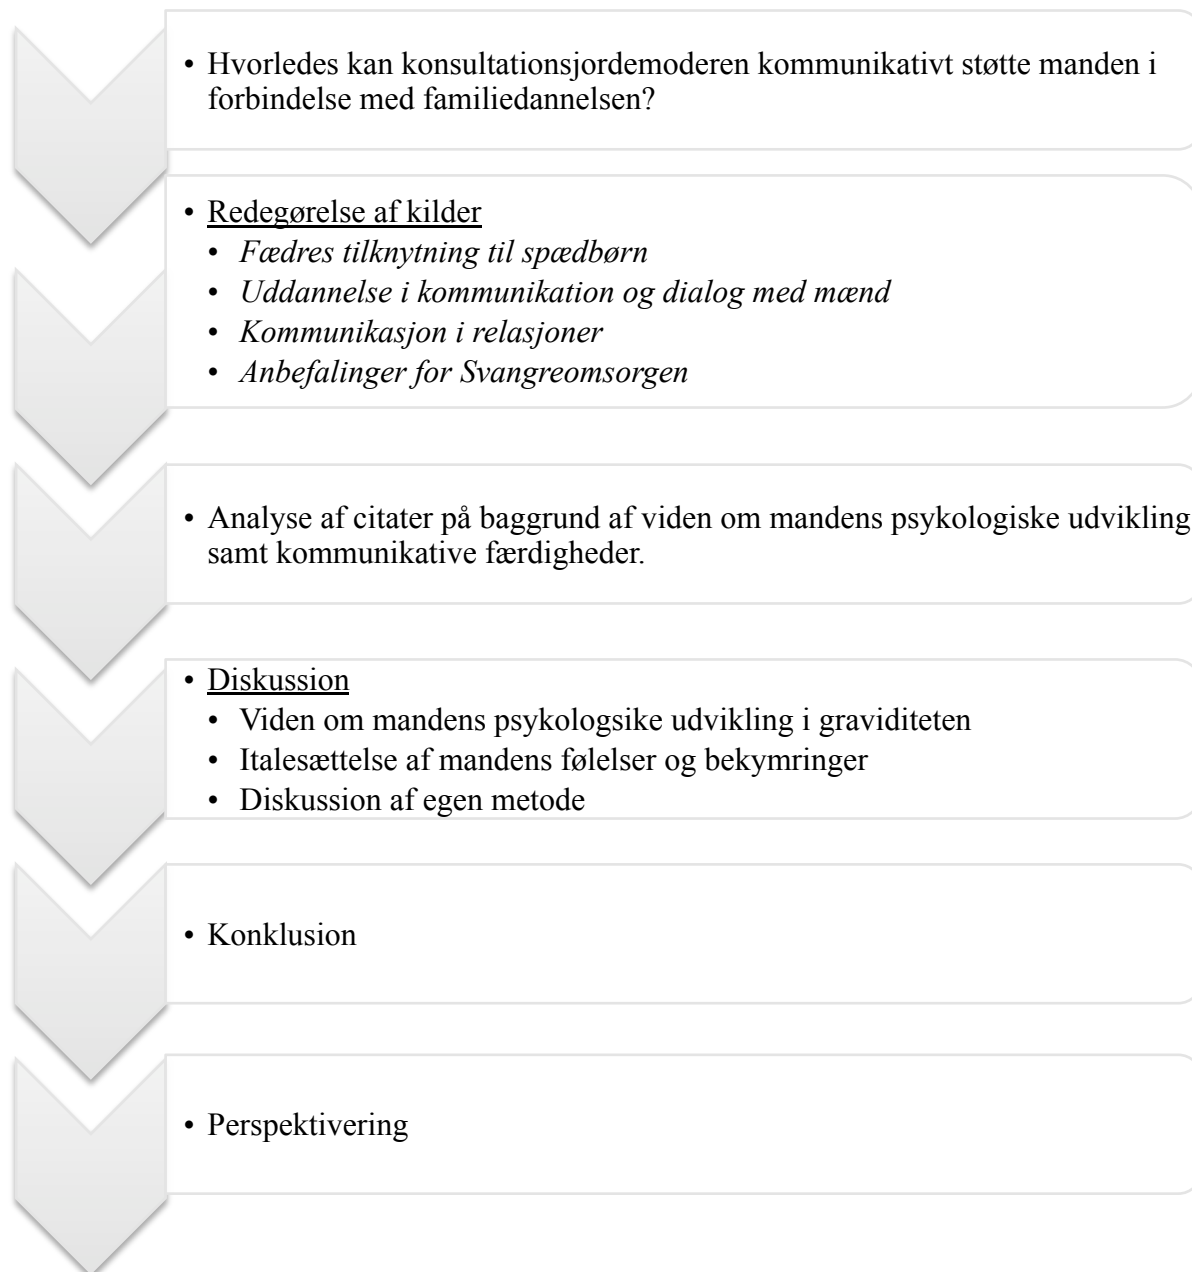 • Hvorledes kan konsultationsjordemoderen kommunikativt støtte manden i
forbindelse med familiedannelsen?
• Redegørelse af kilder
• Fædres tilknytning til spædbørn
• Uddannelse i kommunikation og dialog med mænd
• Kommunikasjon i relasjoner
• Anbefalinger for Svangreomsorgen
• Analyse af citater på baggrund af viden om mandens psykologiske udvikling
samt kommunikative færdigheder.
• Diskussion
• Viden om mandens psykologsike udvikling i graviditeten
• Italesættelse af mandens følelser og bekymringer
• Diskussion af egen metode
• Konklusion
• Perspektivering